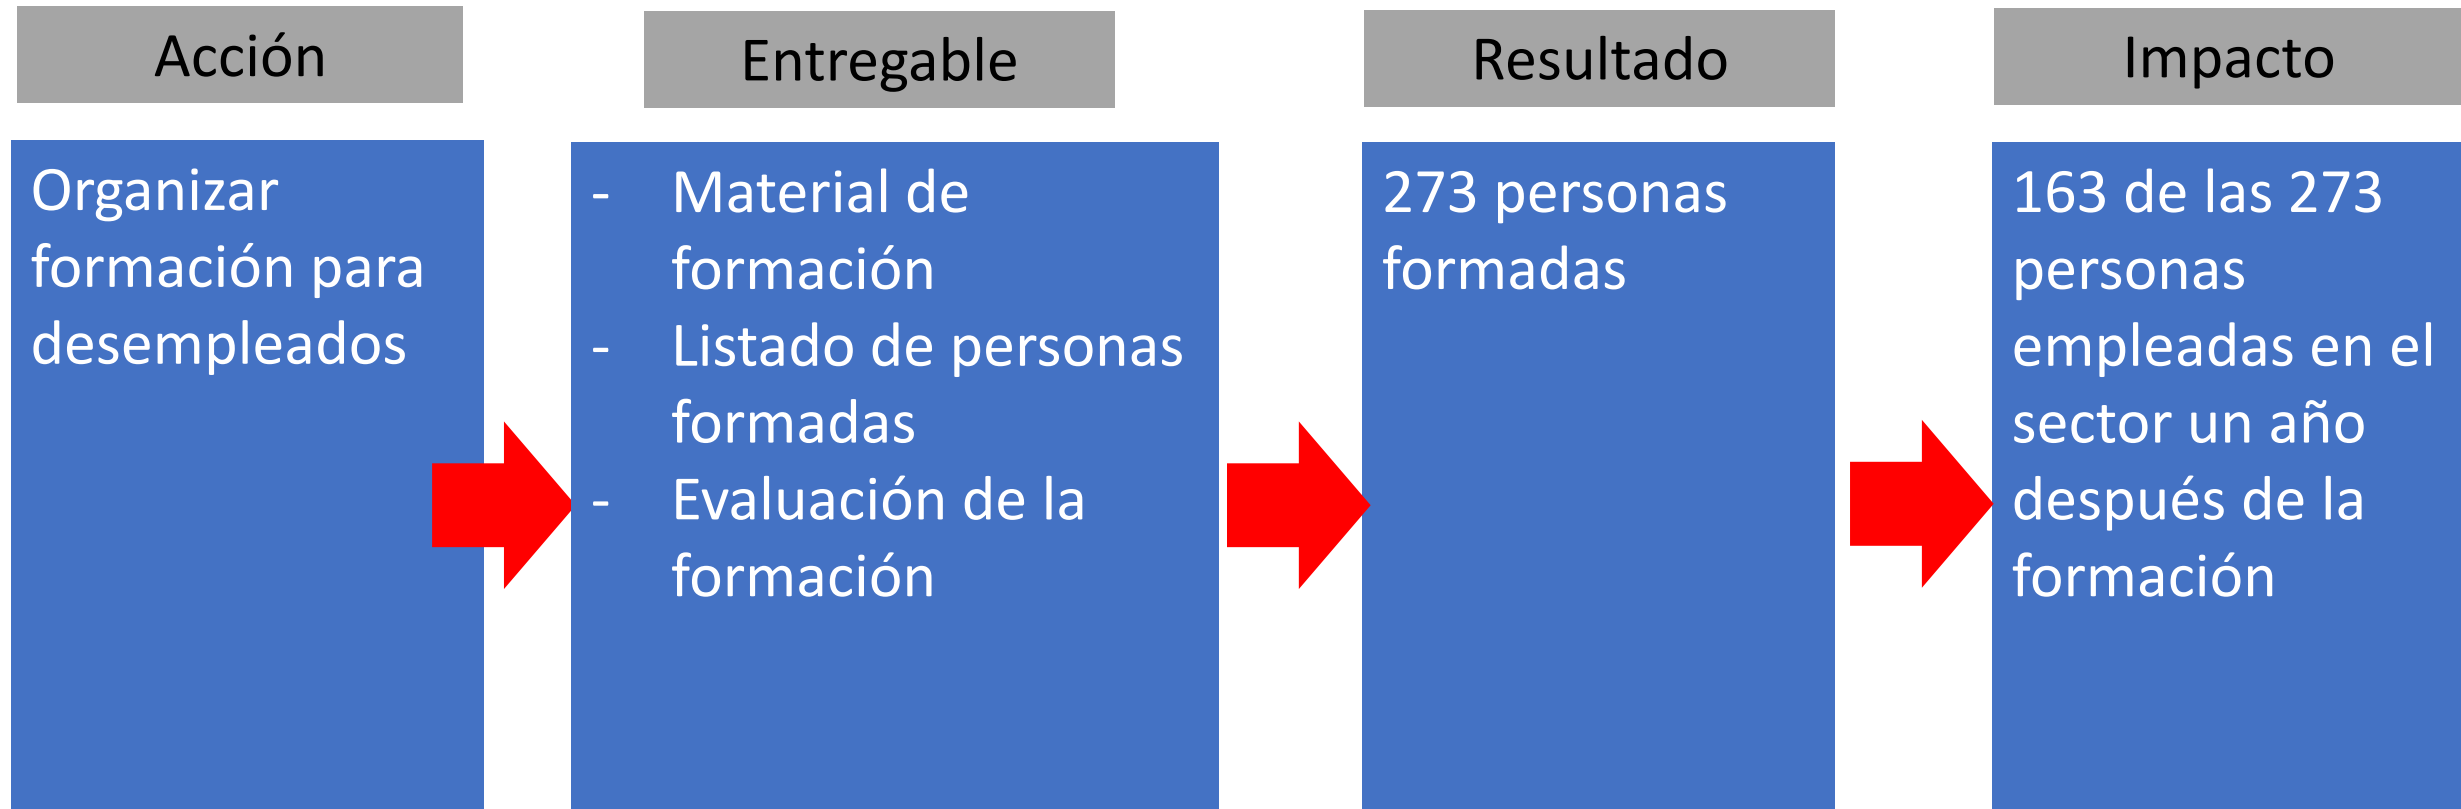 Acción
Organizar
formación para
desempleados
Entregable
- Material de
formación
- Listado de personas
formadas
- Evaluación de la
formación
Resultado
273 personas
formadas
Impacto
163 de las 273
personas
empleadas en el
sector un año
después de la
formación